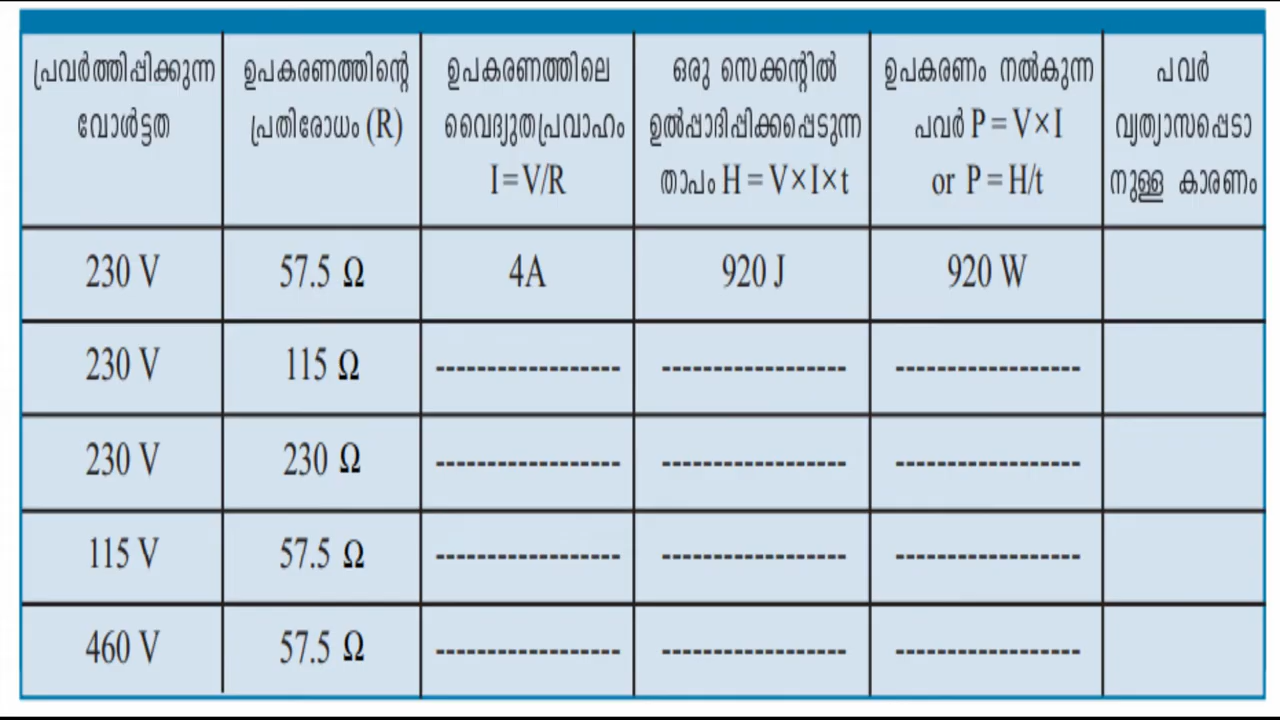 പ്രവർത്തിപ്പിക്കുന്ന വോൾട്ടത | ഉപകരണത്തിന്റെ പ്രതിരോധം (R) | ഉപകരണത്തിലെ വൈദ്യുതപ്രവാഹം I = V/R | ഒരു സെക്കന്റിൽ ഉൽപ്പാദിപ്പിക്കപ്പെടുന്ന താപം H = V×I×t | ഉപകരണം നൽകുന്ന പവർ P = V×I or P = H/t | പവർ വ്യത്യാസപ്പെടാനുള്ള കാരണം
230 V | 57.5 Ω | 4A | 920 J | 920 W
230 V | 115 Ω | ------------------ | ------------------ | ------------------
230 V | 230 Ω | ------------------ | ------------------ | ------------------
115 V | 57.5 Ω | ------------------ | ------------------ | ------------------
460 V | 57.5 Ω | ------------------ | ------------------ | ------------------